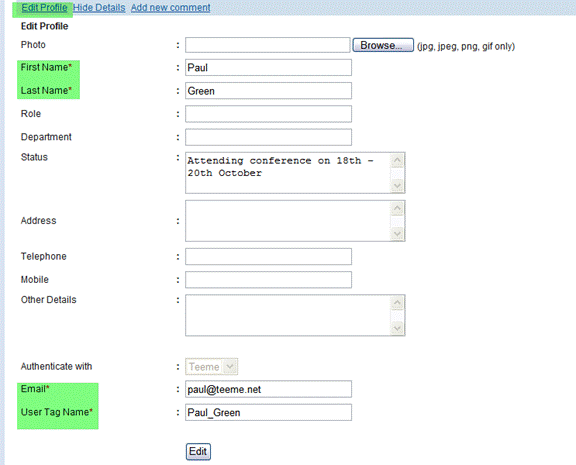 Edit Profile Hide Details Add new comment
Edit Profile
Photo : Browse... (jpg, jpeg, png, gif only)
First Name* : Paul
Last Name* : Green
Role :
Department :
Status : Attending conference on 18th –
20th October
Address :
Telephone :
Mobile :
Other Details :
Authenticate with : Teeme
Email* : paul@teeme.net
User Tag Name* : Paul_Green
Edit